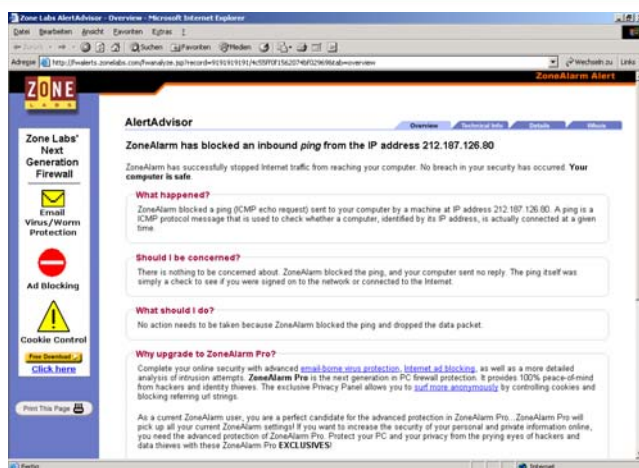 Zone Labs AlertAdvisor - Overview - Microsoft Internet Explorer
Datei Bearbeiten Ansicht Favoriten Extras ?
Suchen Favoriten Medien
Adresse
Wechseln zu Links
ZoneAlarm Alert
ZONE
LABS
AlertAdvisor
Overview Technical Info Details Whois
Zone Labs'
Next
Generation
Firewall
Email
Virus/Worm
Protection
Ad Blocking
Cookie Control
Free Download
Click here
Print This Page
ZoneAlarm has blocked an inbound ping from the IP address 212.187.126.80
ZoneAlarm has successfully stopped Internet traffic from reaching your computer. No breach in your security has occurred. Your
computer is safe.
What happened?
ZoneAlarm blocked a ping (ICMP echo request) sent to your computer by a machine at IP address 212.187.126.80. A ping is a
ICMP protocol message that is used to check whether a computer, identified by its IP address, is actually connected at a given
time.
Should I be concerned?
There is nothing to be concerned about. ZoneAlarm blocked the ping, and your computer sent no reply. The ping itself was
simply a check to see if you were signed on to the network or connected to the Internet.
What should I do?
No action needs to be taken because ZoneAlarm blocked the ping and dropped the data packet.
Why upgrade to ZoneAlarm Pro?
Complete your online security with advanced email-borne virus protection, Internet ad blocking, as well as a more detailed
analysis of intrusion attempts. ZoneAlarm Pro is the next generation in PC firewall protection. It provides 100% peace-of-mind
from hackers and identity thieves. The exclusive Privacy Panel allows you to surf more anonymously by controlling cookies and
blocking referring url strings.
As a current ZoneAlarm user, you are a perfect candidate for the advanced protection in ZoneAlarm Pro...ZoneAlarm Pro will
pick up all your current ZoneAlarm settings! If you want to increase the security of your personal and private information online,
you need the advanced protection of ZoneAlarm Pro. Protect your PC and your privacy from the prying eyes of hackers and
data thieves with these ZoneAlarm Pro EXCLUSIVES!
Fertig
Internet